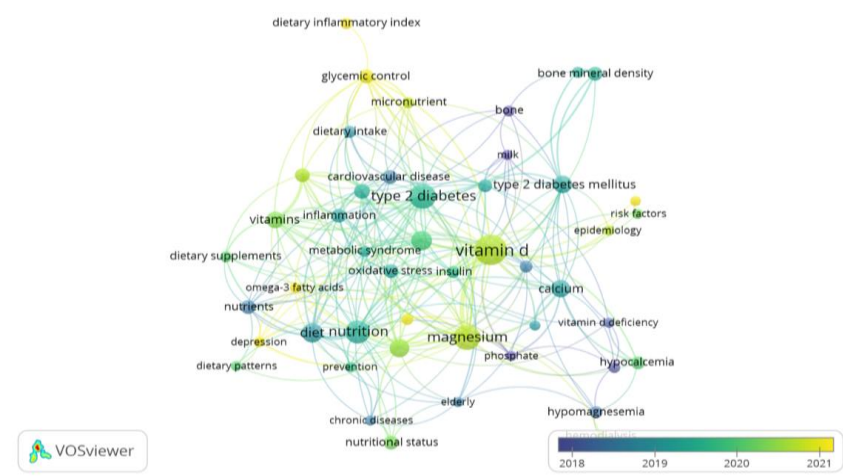 dietary inflammatory index
glycemic control
bone mineral density
micronutrient
bone
dietary intake
milk
cardiovascular disease
type 2 diabetes mellitus
type 2 diabetes
vitamins
inflammation
risk factors
epidemiology
dietary supplements
metabolic syndrome
vitamin d
oxidative stress
insulin
omega-3 fatty acids
calcium
nutrients
vitamin d deficiency
diet
nutrition
magnesium
depression
phosphate
dietary patterns
prevention
hypocalcemia
elderly
hypomagnesemia
chronic diseases
nutritional status
hemodialysis
VOSviewer
2018
2019
2020
2021